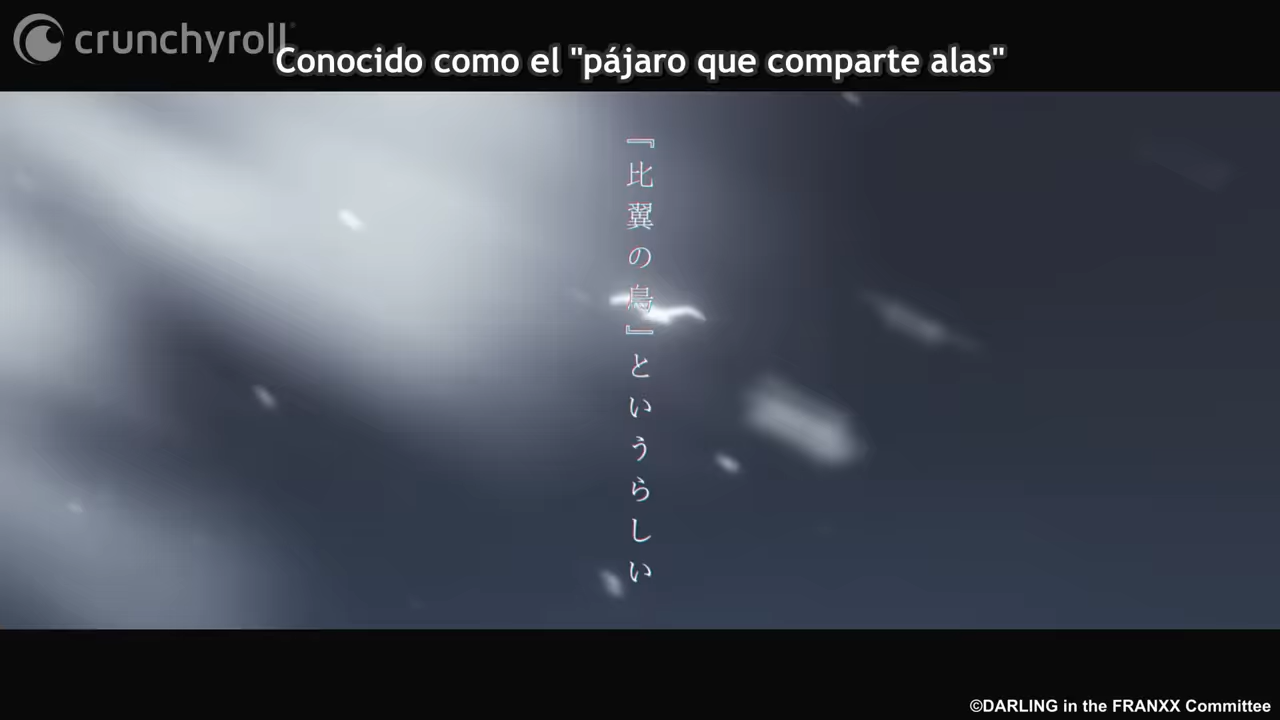 crunchyroll
Conocido como el "pájaro que comparte alas"
『比翼の鳥』というらしい
©DARLING in the FRANXX Committee